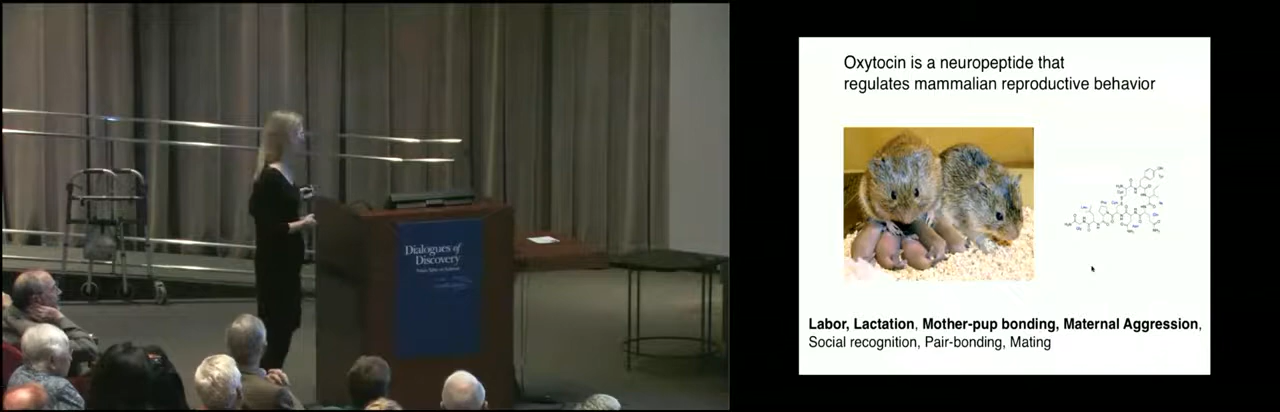 Dialogues of
Discovery
Oxytocin is a neuropeptide that
regulates mammalian reproductive behavior
Labor, Lactation, Mother-pup bonding, Maternal Aggression,
Social recognition, Pair-bonding, Mating